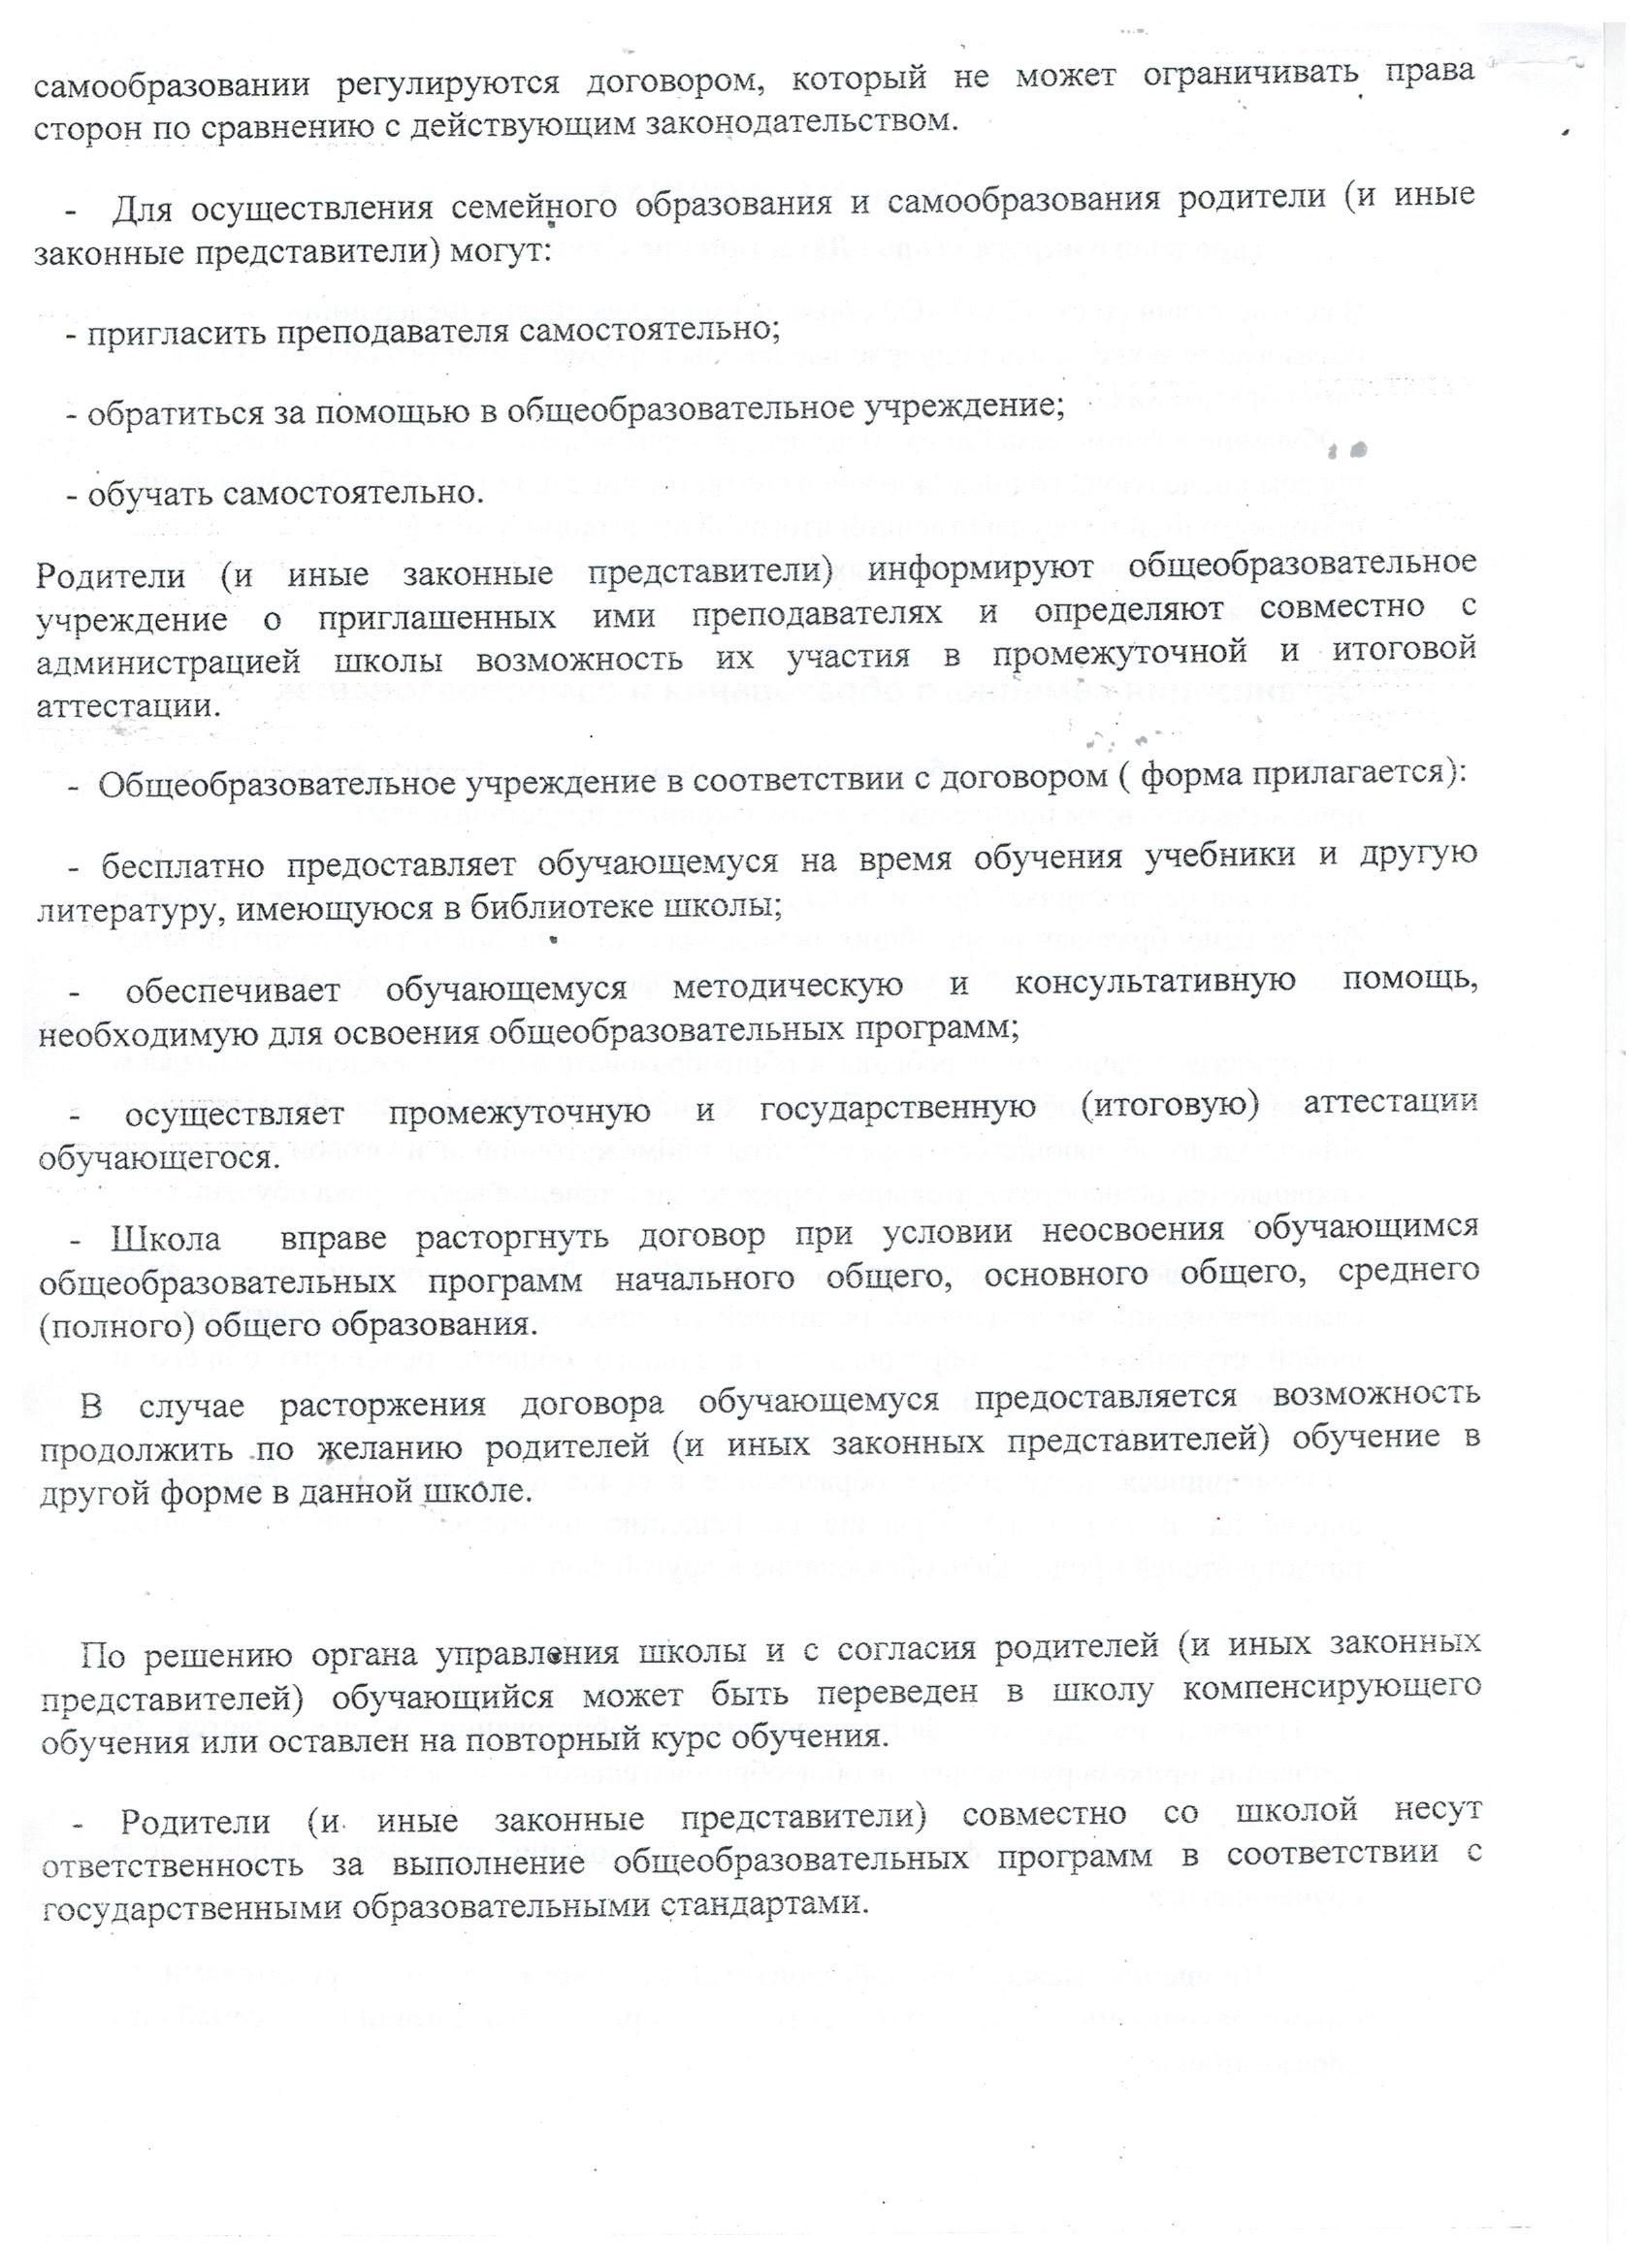 самообразовании регулируются договором, который не может ограничивать права
сторон по сравнению с действующим законодательством.
- Для осуществления семейного образования и самообразования родители (и иные
законные представители) могут:
- пригласить преподавателя самостоятельно;
- обратиться за помощью в общеобразовательное учреждение;
- обучать самостоятельно.
Родители (и иные законные представители) информируют общеобразовательное
учреждение о приглашенных ими преподавателях и определяют совместно с
администрацией школы возможность их участия в промежуточной и итоговой
аттестации.
- Общеобразовательное учреждение в соответствии с договором ( форма прилагается):
- бесплатно предоставляет обучающемуся на время обучения учебники и другую
литературу, имеющуюся в библиотеке школы;
- обеспечивает обучающемуся методическую и консультативную помощь,
необходимую для освоения общеобразовательных программ;
- осуществляет промежуточную и государственную (итоговую) аттестации
обучающегося.
- Школа вправе расторгнуть договор при условии неосвоения обучающимся
общеобразовательных программ начального общего, основного общего, среднего
(полного) общего образования.
В случае расторжения договора обучающемуся предоставляется возможность
продолжить по желанию родителей (и иных законных представителей) обучение в
другой форме в данной школе.
По решению органа управления школы и с согласия родителей (и иных законных
представителей) обучающийся может быть переведен в школу компенсирующего
обучения или оставлен на повторный курс обучения.
- Родители (и иные законные представители) совместно со школой несут
ответственность за выполнение общеобразовательных программ в соответствии с
государственными образовательными стандартами.